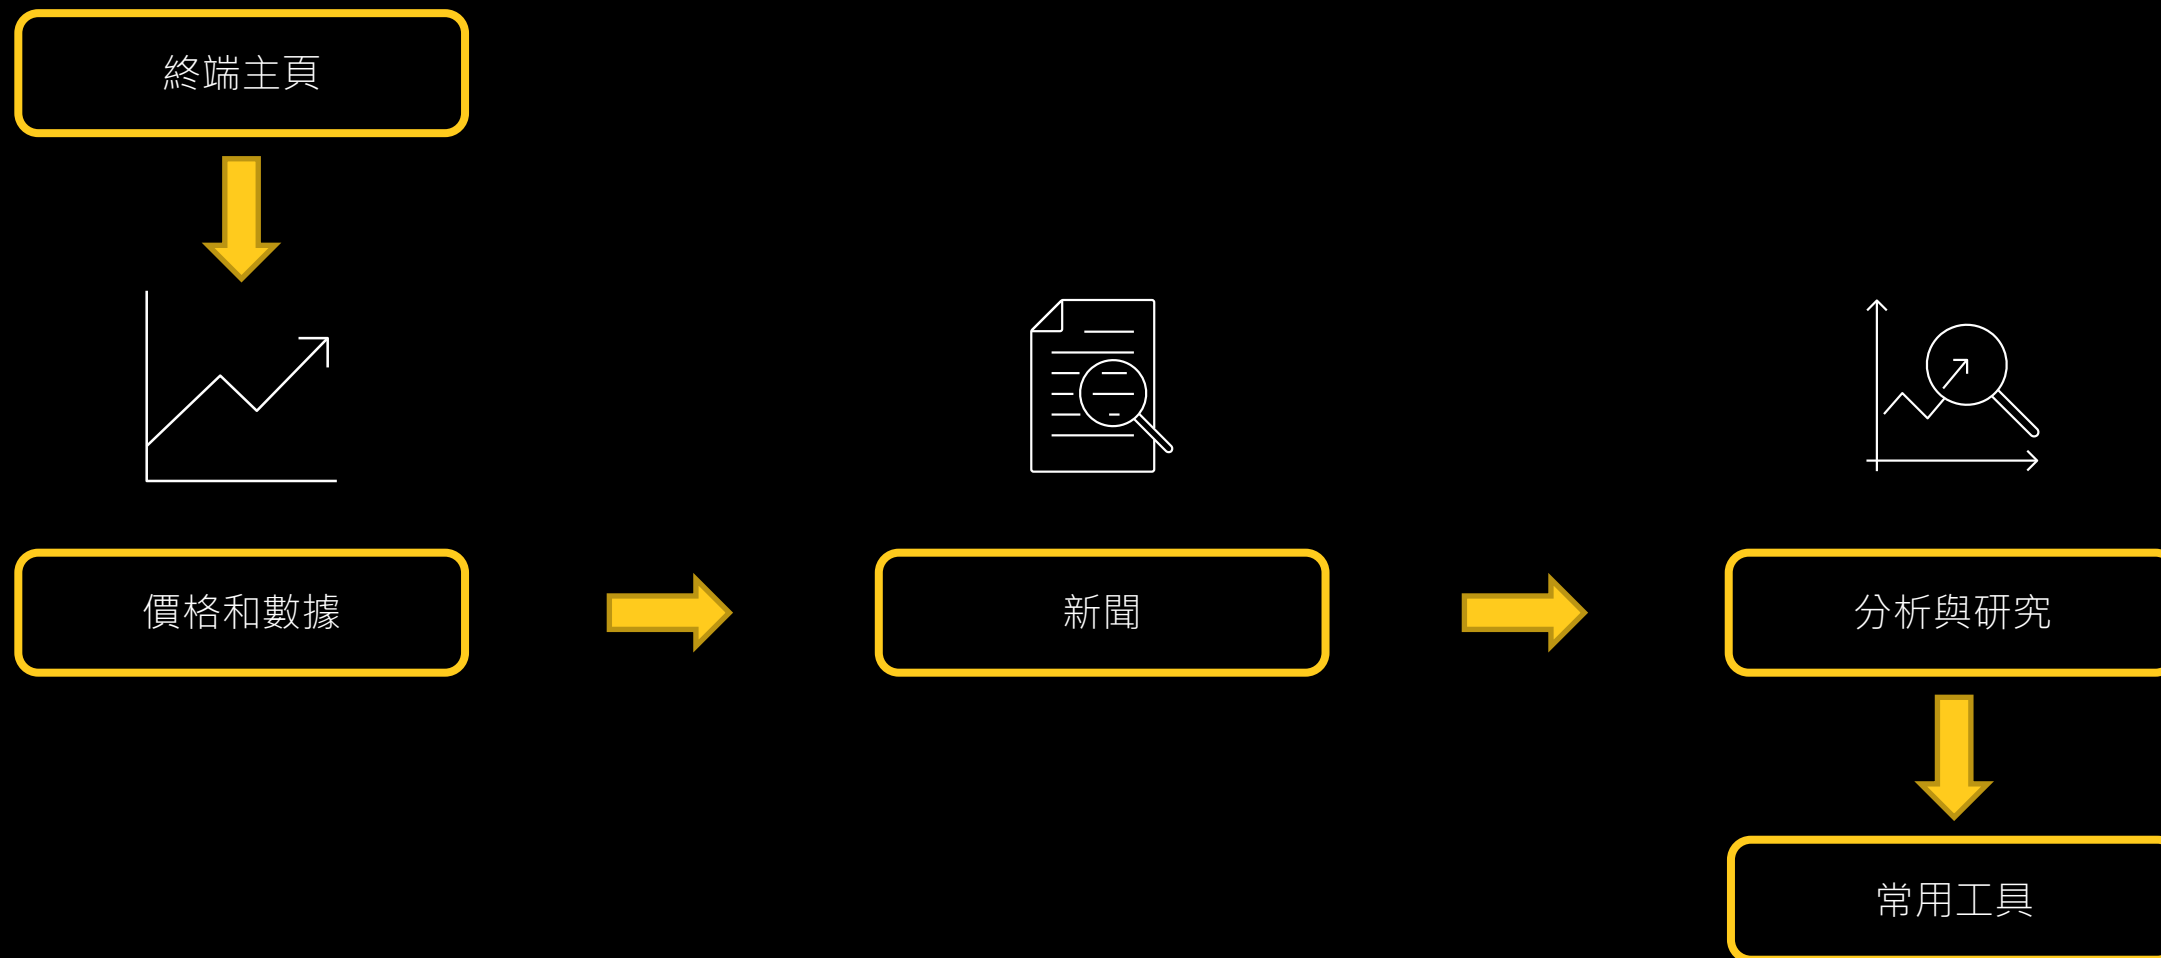 終端主頁
價格和數據
新聞
分析與研究
常用工具